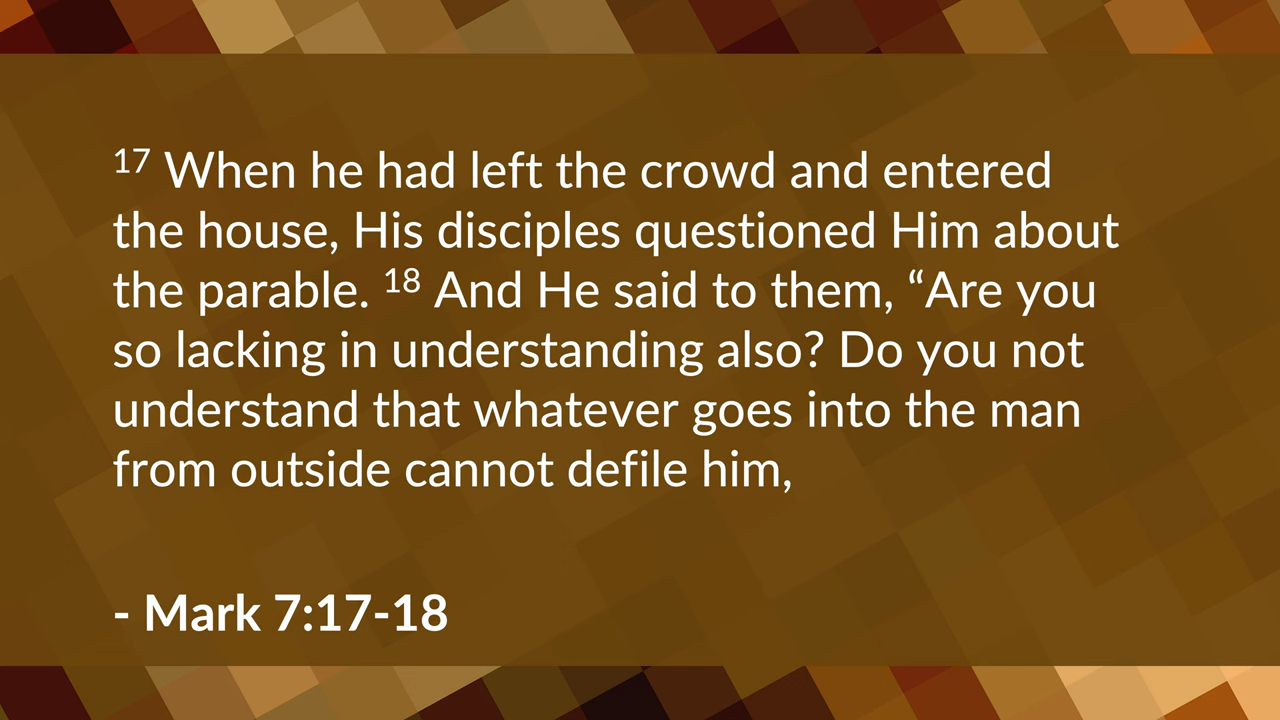 17 When he had left the crowd and entered
the house, His disciples questioned Him about
the parable. 18 And He said to them, “Are you
so lacking in understanding also? Do you not
understand that whatever goes into the man
from outside cannot defile him,
- Mark 7:17-18